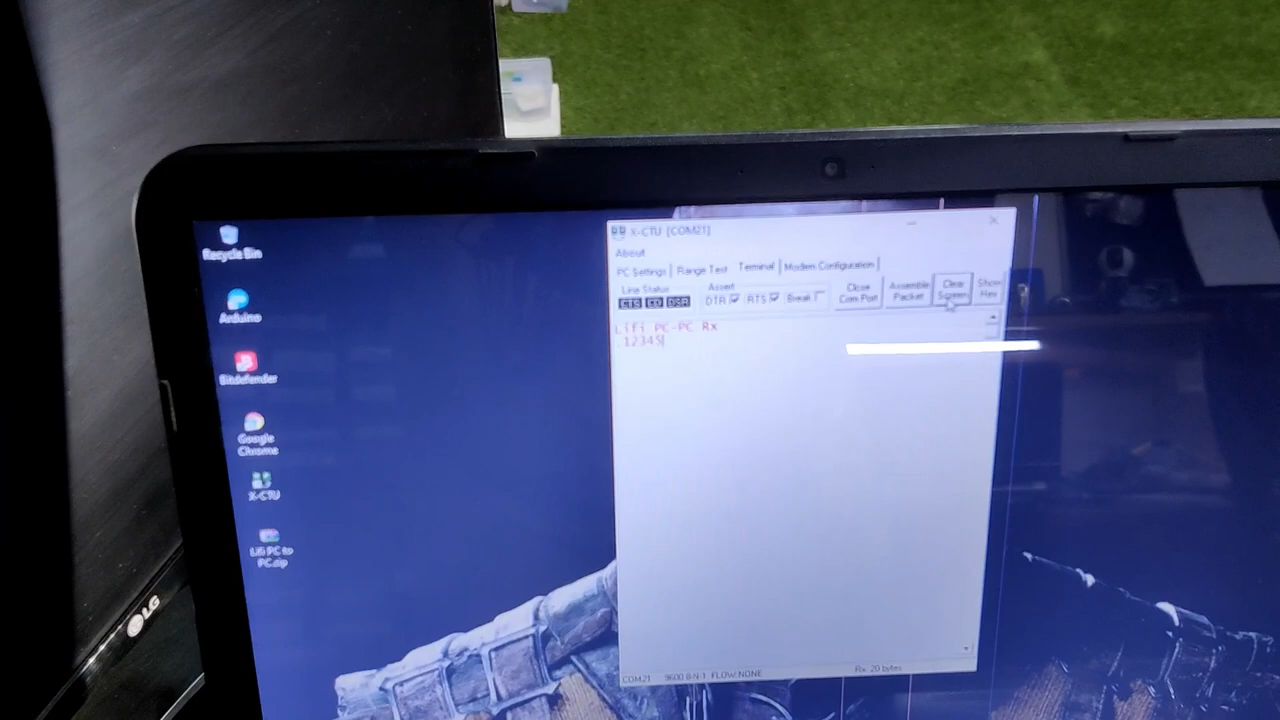 Recycle Bin
Arduino
Bitdefender
Google
Chrome
X-CTU
Lifi PC to
PC.zip
LG
X-CTU [COM21]
About
PC Settings
Range Test
Terminal
Modem Configuration
Line Status
CTS CD DSR
Assert
DTR RTS Break
Close
Com Port
Assemble
Packet
Clear
Screen
Show
Hex
Lifi PC-PC Rx
.12345
COM21 9600 8-N-1 FLOW:NONE
Rx: 20 bytes